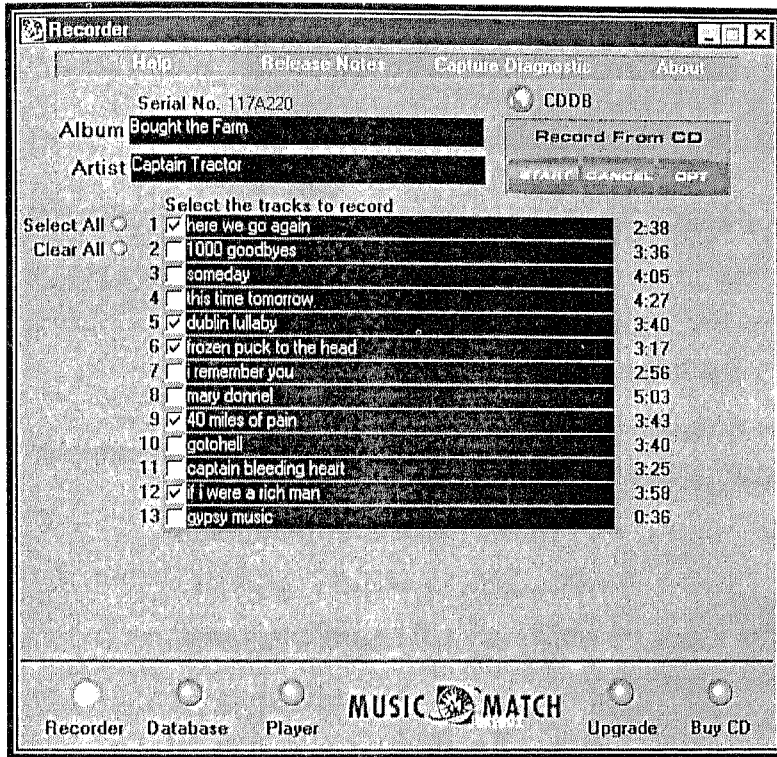 Recorder
Help Release Notes Capture Diagnostic About
Serial No. 117A220
CDDB
Album Bought the Farm
Record From CD
Artist Captain Tractor
START CANCEL OPT
Select the tracks to record
Select All 1 here we go again 2:38
Clear All 2 1000 goodbyes 3:36
3 someday 4:05
4 this time tomorrow 4:27
5 dublin lullaby 3:40
6 frozen puck to the head 3:17
7 i remember you 2:56
8 mary donnel 5:03
9 40 miles of pain 3:43
10 gotohell 3:40
11 captain bleeding heart 3:25
12 if i were a rich man 3:58
13 gypsy music 0:36
MUSIC MATCH
Recorder Database Player Upgrade Buy CD